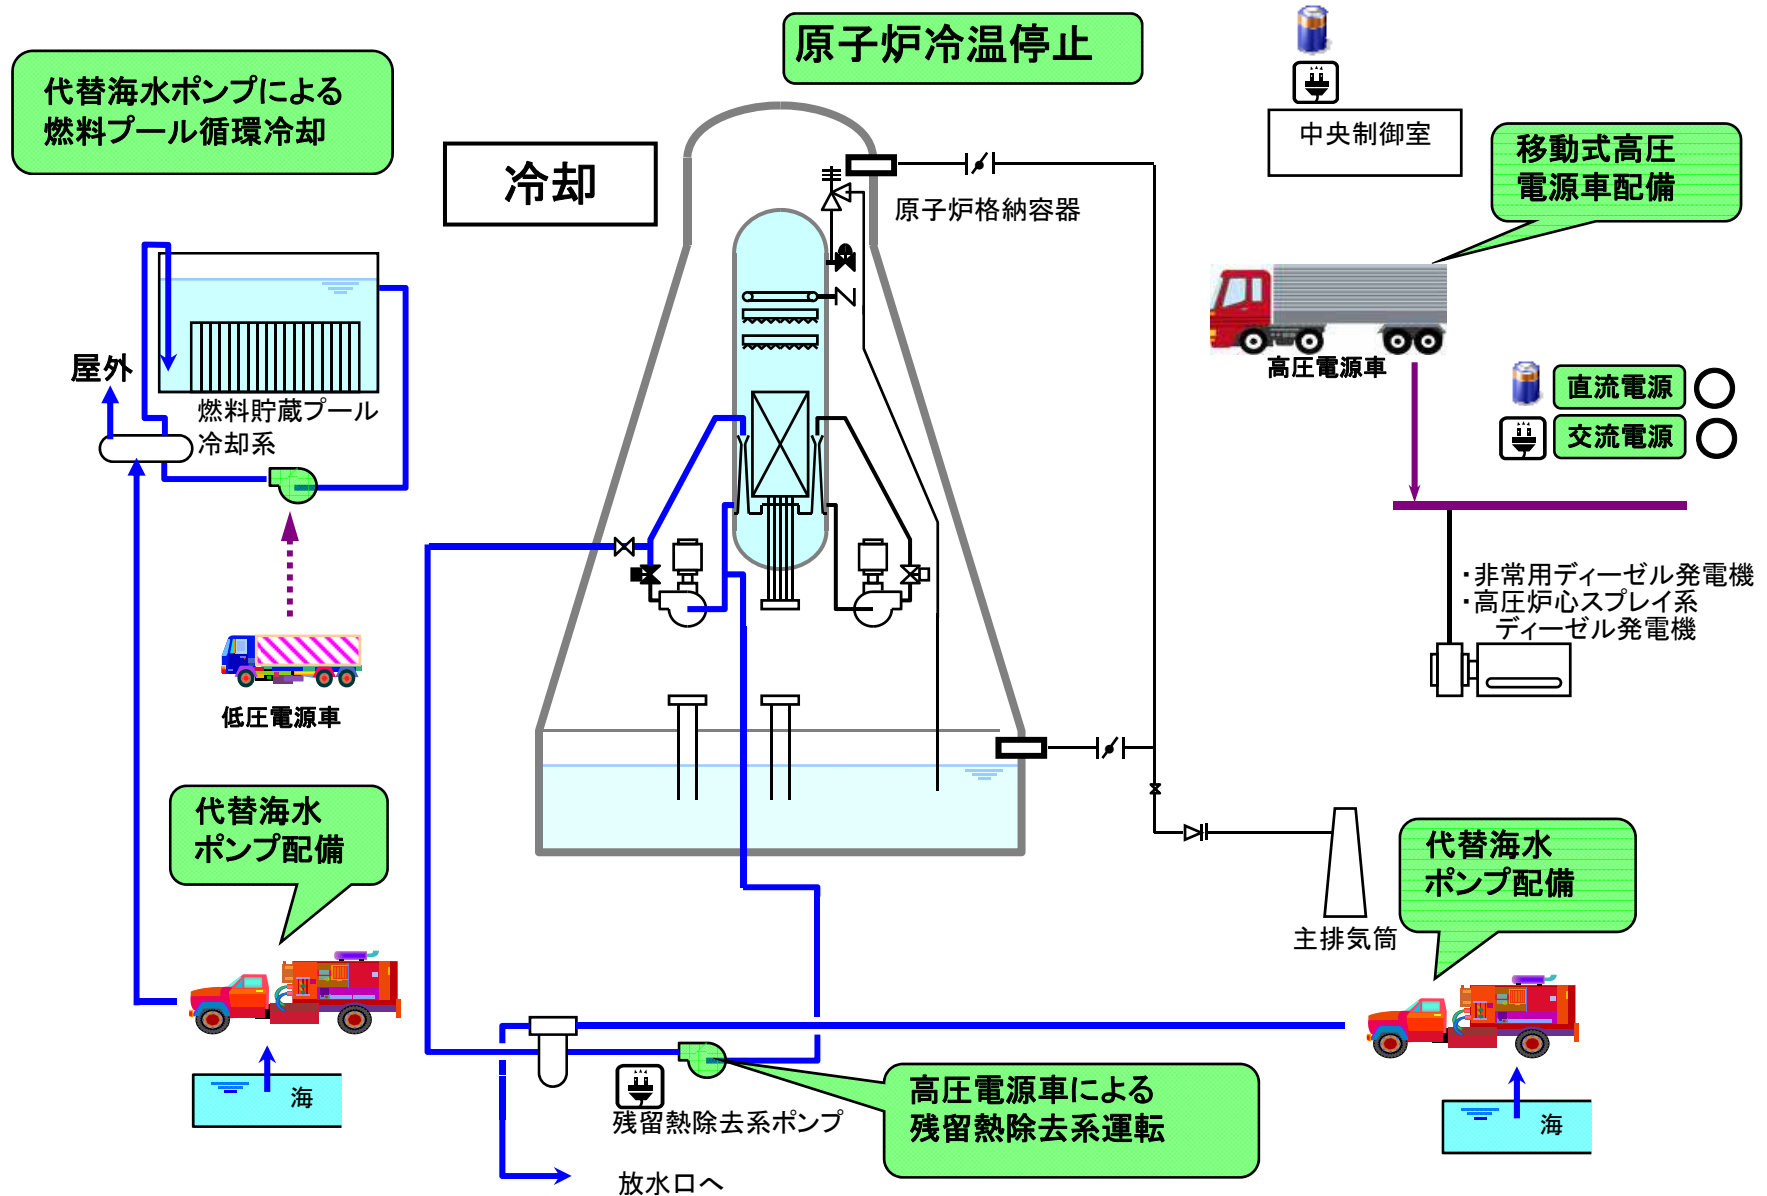 原子炉冷温停止
代替海水ポンプによる
燃料プール循環冷却
冷却
中央制御室
移動式高圧
電源車配備
原子炉格納容器
高圧電源車
屋外
燃料貯蔵プール
冷却系
直流電源
交流電源
・非常用ディーゼル発電機
・高圧炉心スプレイ系
ディーゼル発電機
低圧電源車
代替海水
ポンプ配備
代替海水
ポンプ配備
主排気筒
海
残留熱除去系ポンプ
高圧電源車による
残留熱除去系運転
海
放水口へ